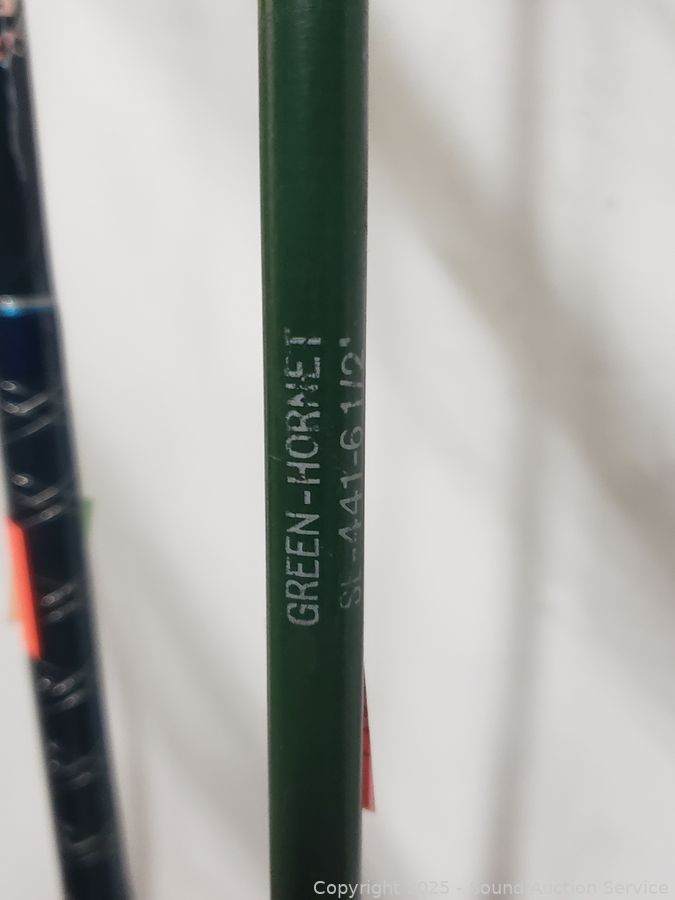 GREEN-HORNET
SL-441-6 1/2'
Copyright 2025 - Sound Auction Service